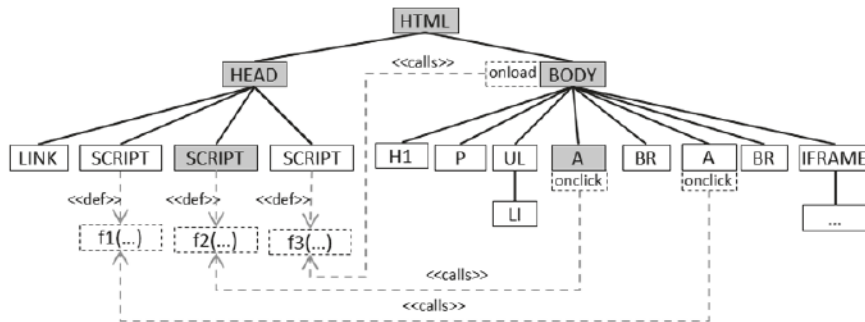 HTML
<<calls>>
HEAD
onload BODY
LINK SCRIPT SCRIPT SCRIPT H1 P UL A BR A BR IFRAME
onclick onclick
<<def>> <<def>> <<def>>
LI ...
f1(...) f2(...) f3(...)
<<calls>>
<<calls>>